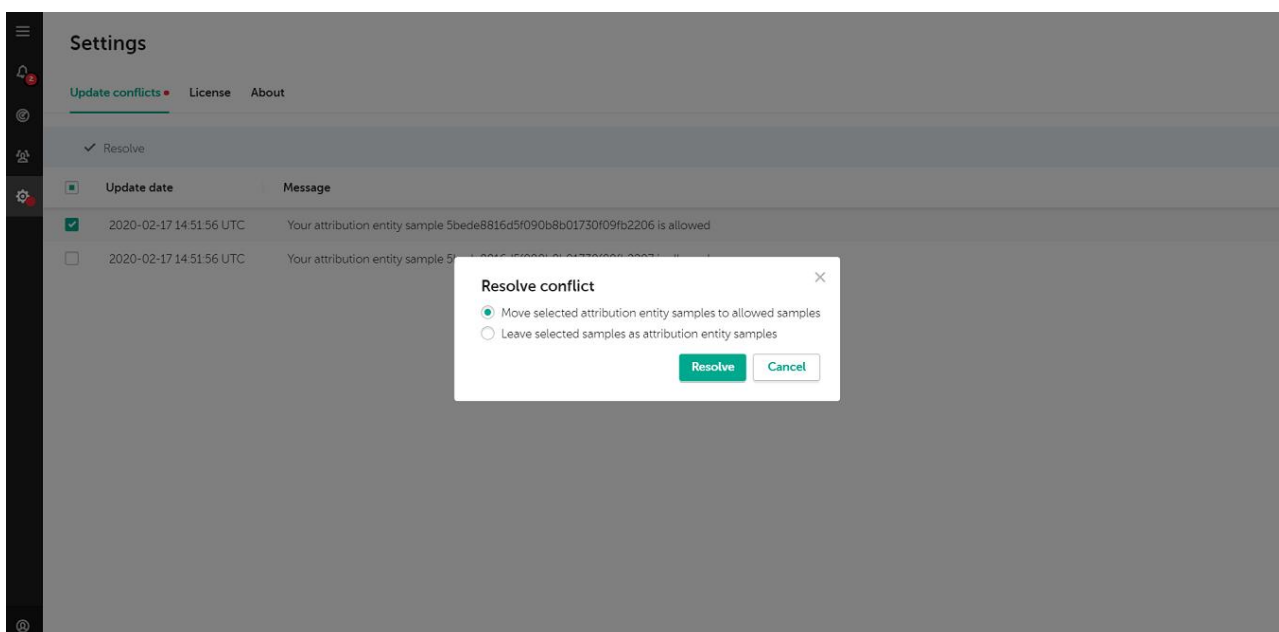 Settings
2
Update conflicts License About
Resolve
Update date Message
2020-02-17 14:51:56 UTC Your attribution entity sample 5bede8816d5f090b8b01730f09fb2206 is allowed
2020-02-17 14:51:56 UTC Your attribution entity sample
Resolve conflict
Move selected attribution entity samples to allowed samples
Leave selected samples as attribution entity samples
Resolve Cancel